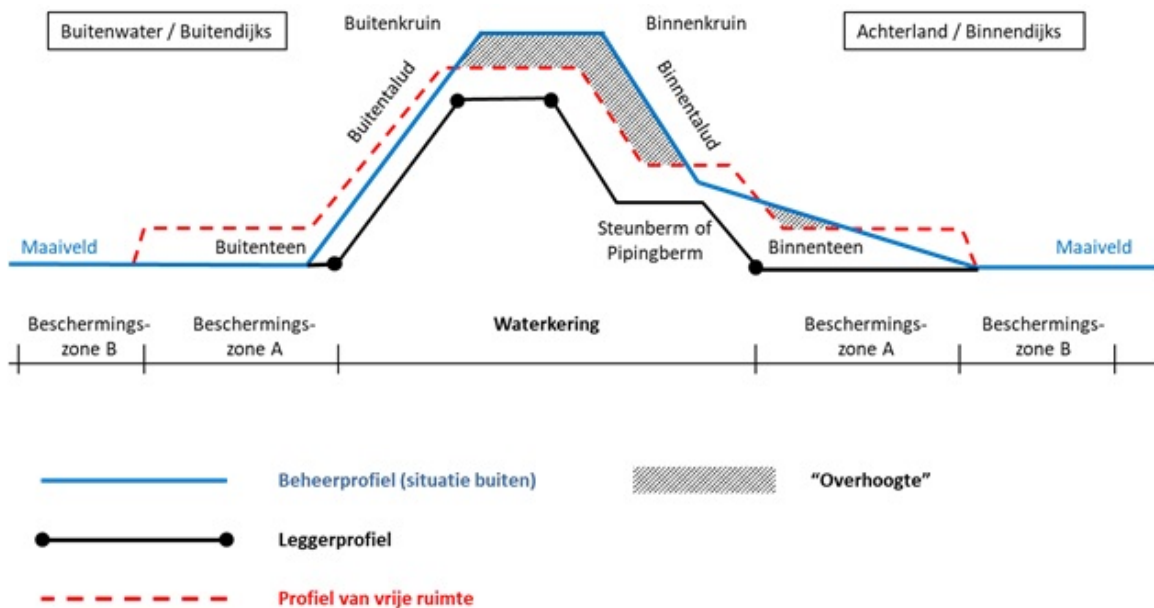 Buitenwater / Buitendijks
Buitenkruin
Binnenkruin
Achterland / Binnendijks
Buitentalud
Binnentalud
Maaiveld
Buitenteen
Steunberm of
Pipingberm
Binnenteen
Maaiveld
Beschermings-
zone B
Beschermings-
zone A
Waterkering
Beschermings-
zone A
Beschermings-
zone B
Beheerprofiel (situatie buiten)
“Overhoogte”
Leggerprofiel
Profiel van vrije ruimte